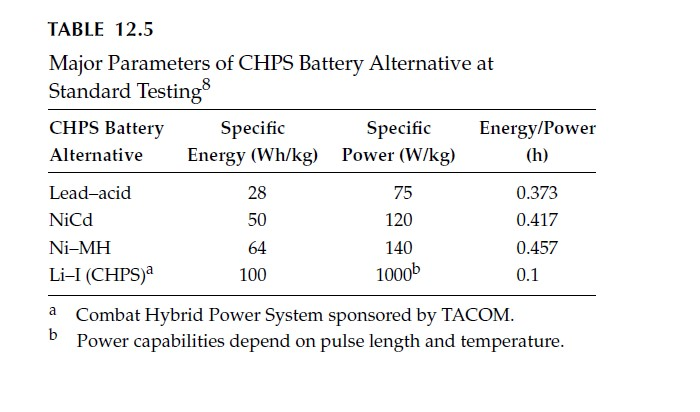 TABLE 12.5
Major Parameters of CHPS Battery Alternative at
Standard Testing8
CHPS Battery Specific Specific Energy/Power
Alternative Energy (Wh/kg) Power (W/kg) (h)
Lead–acid 28 75 0.373
NiCd 50 120 0.417
Ni–MH 64 140 0.457
Li–I (CHPS)a 100 1000b 0.1
a Combat Hybrid Power System sponsored by TACOM.
b Power capabilities depend on pulse length and temperature.